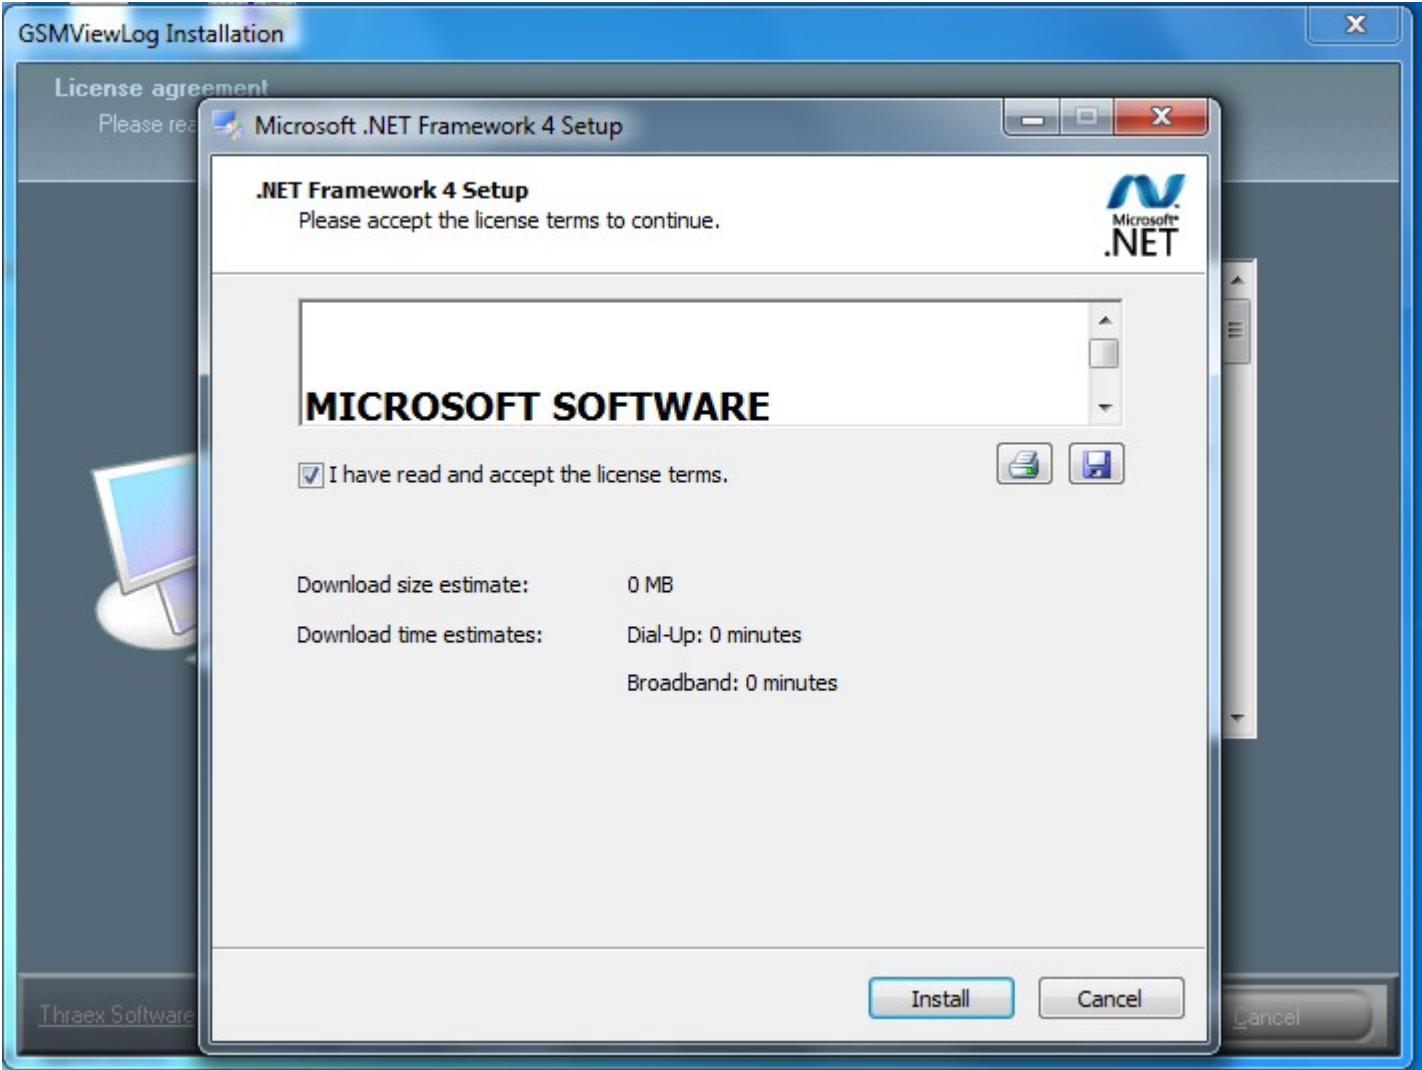 GSMViewLog Installation
License agreement
Please rea
Microsoft .NET Framework 4 Setup
.NET Framework 4 Setup
Please accept the license terms to continue.
Microsoft
.NET
MICROSOFT SOFTWARE
I have read and accept the license terms.
Download size estimate: 0 MB
Download time estimates: Dial-Up: 0 minutes
Broadband: 0 minutes
Install
Cancel
Thraex Software
Cancel